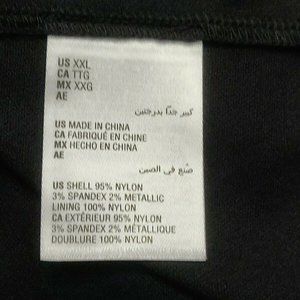 US XXL
CA TTG
MX XXG
AE
كبير جدًا بدرجتين
US MADE IN CHINA
CA FABRIQUÉ EN CHINE
MX HECHO EN CHINA
AE
صنع في الصين
US SHELL 95% NYLON
3% SPANDEX 2% METALLIC
LINING 100% NYLON
CA EXTÉRIEUR 95% NYLON
3% SPANDEX 2% MÉTALLIQUE
DOUBLURE 100% NYLON